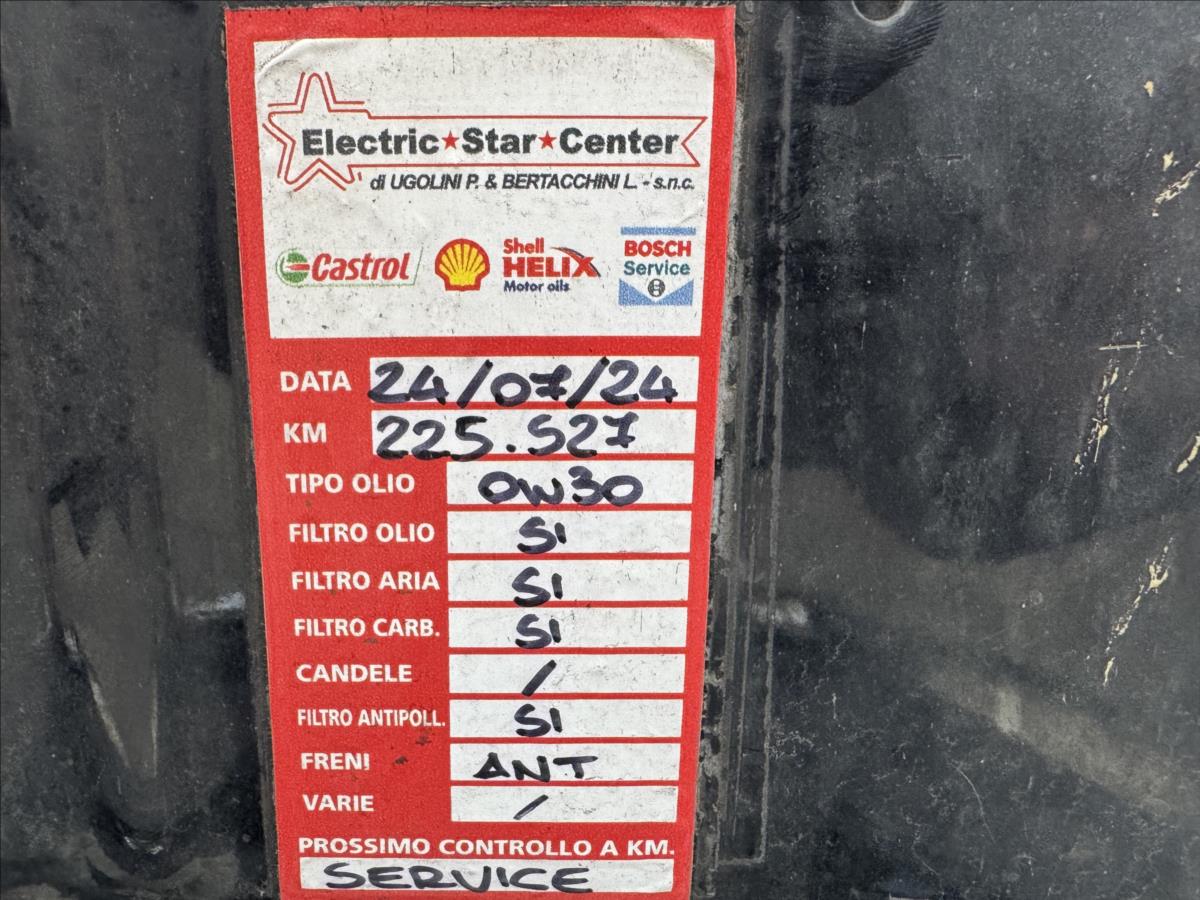 Electric★Star★Center
di UGOLINI P. & BERTACCHINI L. - s.n.c.
Castrol Shell HELIX Motor oils BOSCH Service
DATA 24/07/24
KM 225.527
TIPO OLIO 0W30
FILTRO OLIO SI
FILTRO ARIA SI
FILTRO CARB. SI
CANDELE /
FILTRO ANTIPOLL. SI
FRENI ANT
VARIE /
PROSSIMO CONTROLLO A KM.
SERVICE